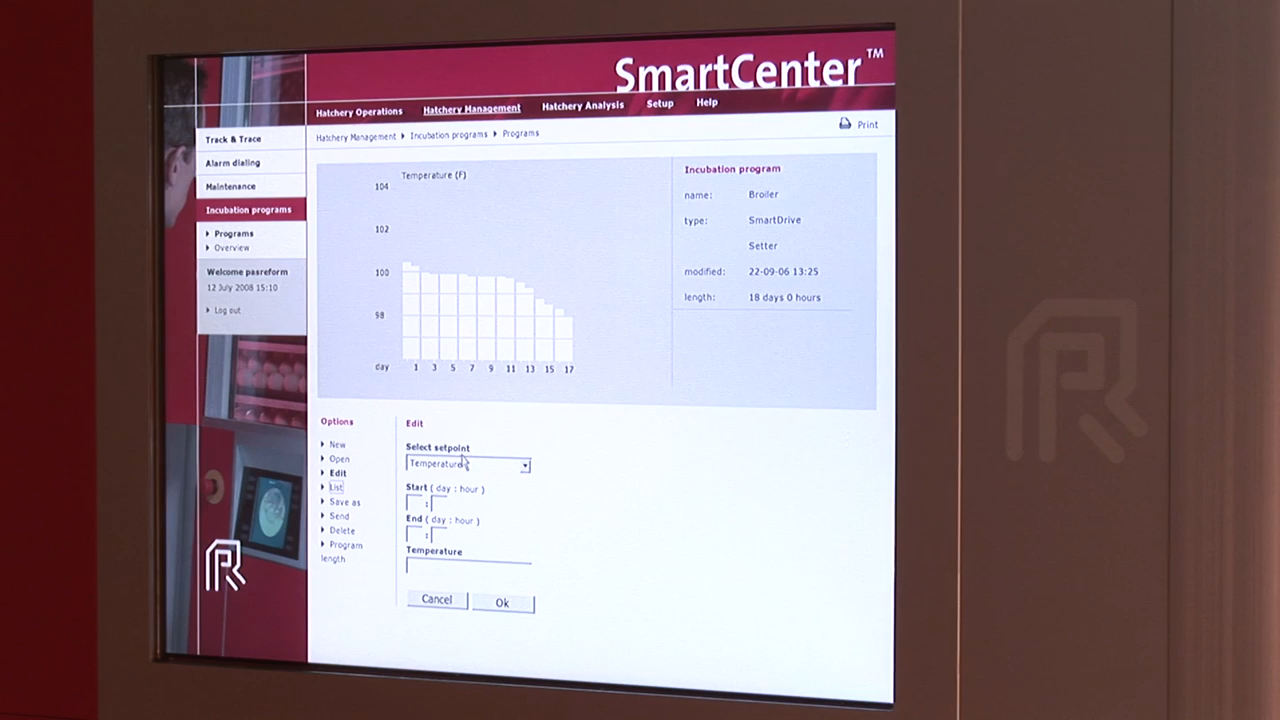 SmartCenter™
Hatchery Operations Hatchery Management Hatchery Analysis Setup Help
Hatchery Management Incubation programs Programs
Print
Track & Trace
Alarm dialing
Maintenance
Incubation programs
Programs
Overview
Welcome pasreform
12 July 2008 15:10
Log out
Temperature (F)
104
102
100
98
day 1 3 5 7 9 11 13 15 17
Incubation program
name: Broiler
type: SmartDrive
Setter
modified: 22-09-06 13:25
length: 18 days 0 hours
Options
New
Open
Edit
List
Save as
Send
Delete
Program
length
Edit
Select setpoint
Temperature
Start ( day : hour )
:
End ( day : hour )
:
Temperature
Cancel Ok